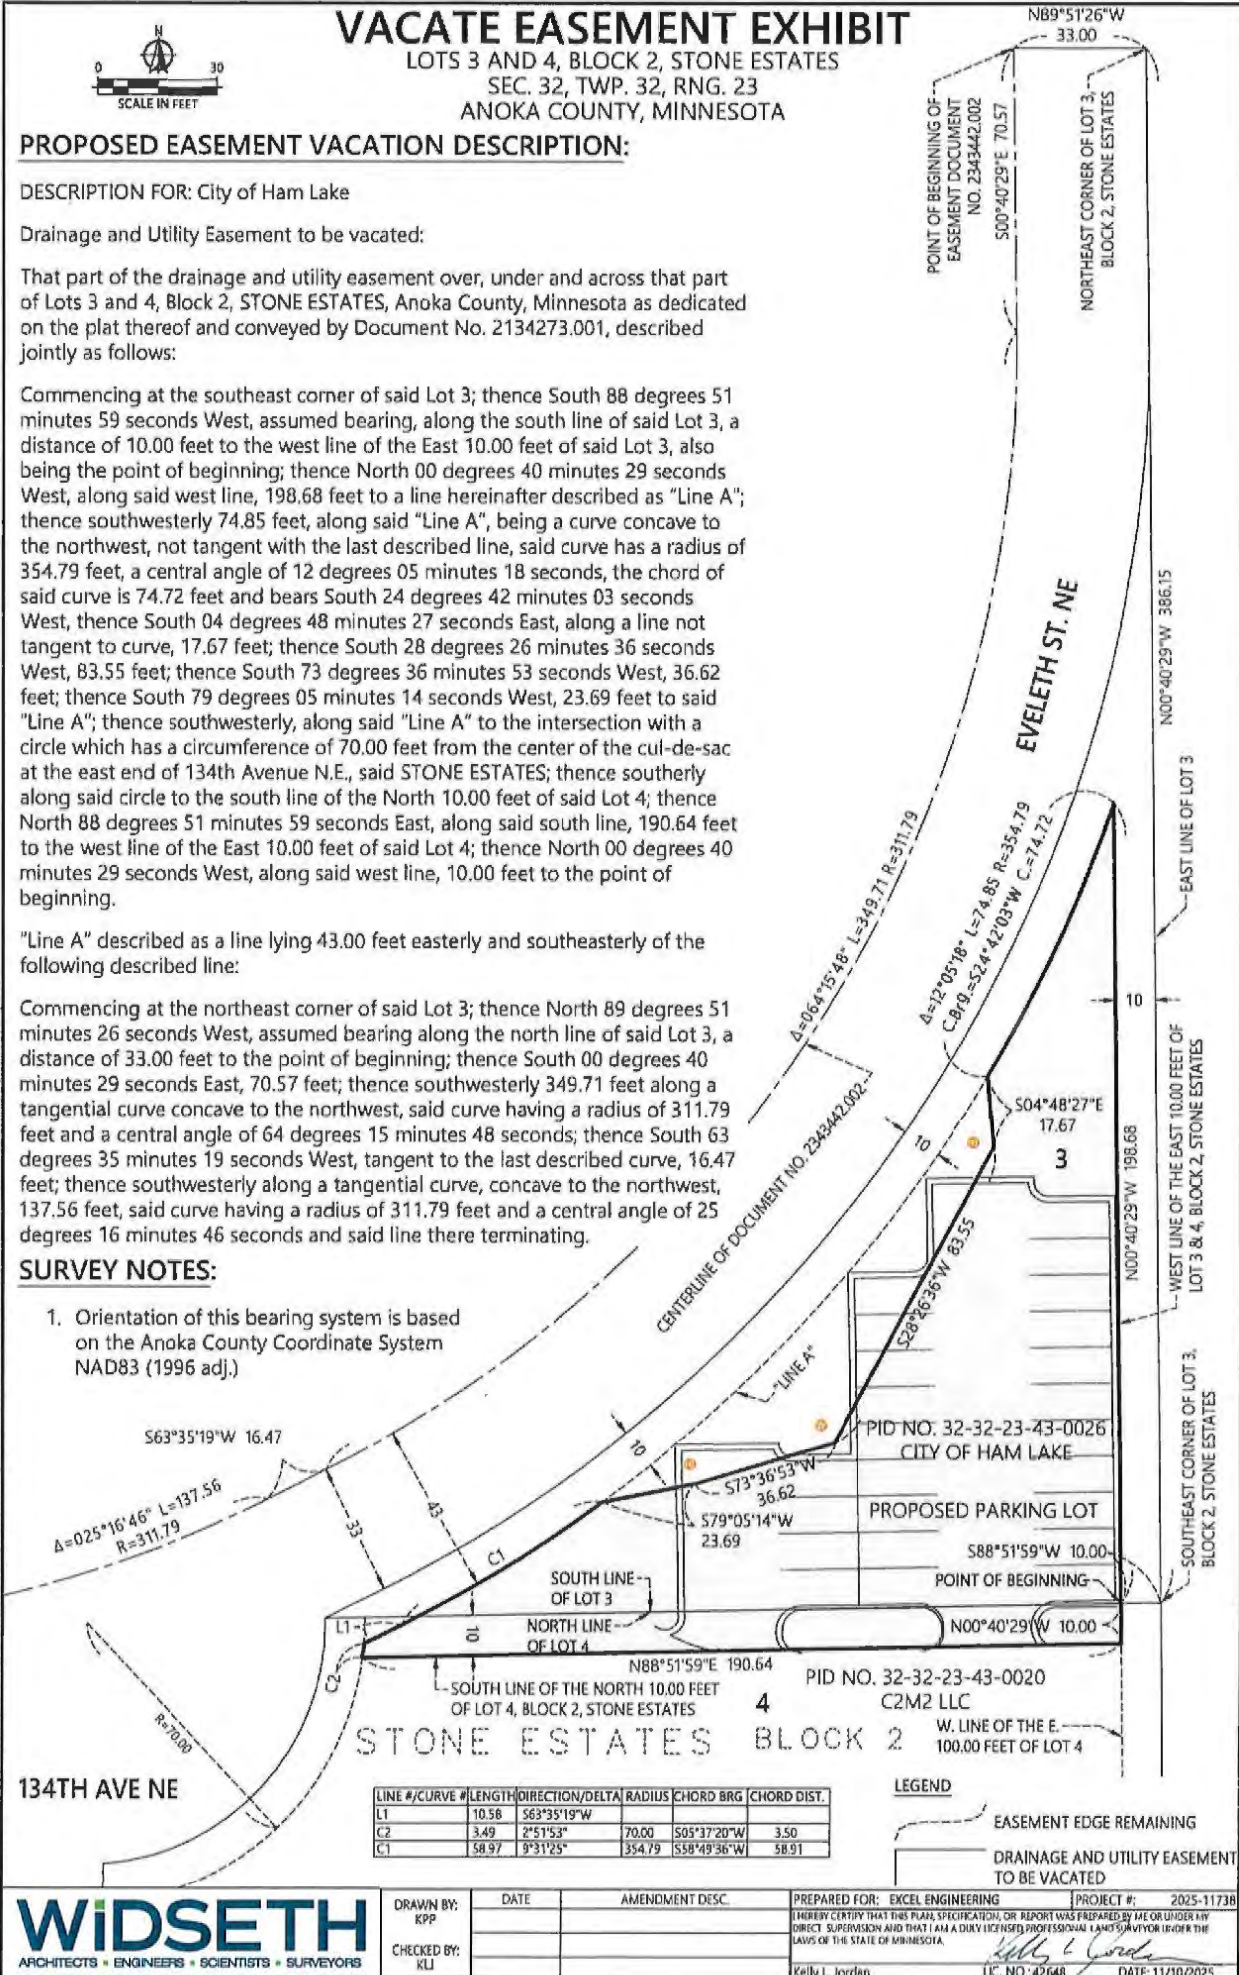 VACATE EASEMENT EXHIBIT
LOTS 3 AND 4, BLOCK 2, STONE ESTATES
SEC. 32, TWP. 32, RNG. 23
ANOKA COUNTY, MINNESOTA
N
0 30
SCALE IN FEET
PROPOSED EASEMENT VACATION DESCRIPTION:
DESCRIPTION FOR: City of Ham Lake
Drainage and Utility Easement to be vacated:
That part of the drainage and utility easement over, under and across that part
of Lots 3 and 4, Block 2, STONE ESTATES, Anoka County, Minnesota as dedicated
on the plat thereof and conveyed by Document No. 2134273.001, described
jointly as follows:
Commencing at the southeast corner of said Lot 3; thence South 88 degrees 51
minutes 59 seconds West, assumed bearing, along the south line of said Lot 3, a
distance of 10.00 feet to the west line of the East 10.00 feet of said Lot 3, also
being the point of beginning; thence North 00 degrees 40 minutes 29 seconds
West, along said west line, 198.68 feet to a line hereinafter described as "Line A";
thence southwesterly 74.85 feet, along said "Line A", being a curve concave to
the northwest, not tangent with the last described line, said curve has a radius of
354.79 feet, a central angle of 12 degrees 05 minutes 18 seconds, the chord of
said curve is 74.72 feet and bears South 24 degrees 42 minutes 03 seconds
West, thence South 04 degrees 48 minutes 27 seconds East, along a line not
tangent to curve, 17.67 feet; thence South 28 degrees 26 minutes 36 seconds
West, 83.55 feet; thence South 73 degrees 36 minutes 53 seconds West, 36.62
feet; thence South 79 degrees 05 minutes 14 seconds West, 23.69 feet to said
"Line A"; thence southwesterly, along said "Line A" to the intersection with a
circle which has a circumference of 70.00 feet from the center of the cul-de-sac
at the east end of 134th Avenue N.E., said STONE ESTATES; thence southerly
along said circle to the south line of the North 10.00 feet of said Lot 4; thence
North 88 degrees 51 minutes 59 seconds East, along said south line, 190.64 feet
to the west line of the East 10.00 feet of said Lot 4; thence North 00 degrees 40
minutes 29 seconds West, along said west line, 10.00 feet to the point of
beginning.
"Line A" described as a line lying 43.00 feet easterly and southeasterly of the
following described line:
Commencing at the northeast corner of said Lot 3; thence North 89 degrees 51
minutes 26 seconds West, assumed bearing along the north line of said Lot 3, a
distance of 33.00 feet to the point of beginning; thence South 00 degrees 40
minutes 29 seconds East, 70.57 feet; thence southwesterly 349.71 feet along a
tangential curve concave to the northwest, said curve having a radius of 311.79
feet and a central angle of 64 degrees 15 minutes 48 seconds; thence South 63
degrees 35 minutes 19 seconds West, tangent to the last described curve, 16.47
feet; thence southwesterly along a tangential curve, concave to the northwest,
137.56 feet, said curve having a radius of 311.79 feet and a central angle of 25
degrees 16 minutes 46 seconds and said line there terminating.
SURVEY NOTES:
1. Orientation of this bearing system is based
on the Anoka County Coordinate System
NAD83 (1996 adj.)
N89°51'26"W
33.00
POINT OF BEGINNING OF
EASEMENT DOCUMENT
NO. 2343442.002
S00°40'29"E 70.57
NORTHEAST CORNER OF LOT 3,
BLOCK 2, STONE ESTATES
EVELETH ST. NE
N00°40'29"W 386.15
EAST LINE OF LOT 3
Δ=064°15'48" L=349.71 R=311.79
Δ=12°05'18" L=74.85 R=354.79
C.Brg.=S24°42'03"W C.=74.72
10
S04°48'27"E
17.67
3
10
N00°40'29"W 198.68
WEST LINE OF THE EAST 10.00 FEET OF
LOT 3 & 4, BLOCK 2, STONE ESTATES
CENTERLINE OF DOCUMENT NO. 2343442.002
S28°26'36"W 83.55
"LINE A"
S63°35'19"W 16.47
Δ=025°16'46" L=137.56
R=311.79
33
43
10
PID NO. 32-32-23-43-0026
CITY OF HAM LAKE
S73°36'53"W
36.62
S79°05'14"W
23.69
PROPOSED PARKING LOT
SOUTHEAST CORNER OF LOT 3,
BLOCK 2, STONE ESTATES
C1
S88°51'59"W 10.00
POINT OF BEGINNING
SOUTH LINE
OF LOT 3
L1
10
NORTH LINE
OF LOT 4
N00°40'29"W 10.00
C2
N88°51'59"E 190.64
PID NO. 32-32-23-43-0020
C2M2 LLC
SOUTH LINE OF THE NORTH 10.00 FEET
OF LOT 4, BLOCK 2, STONE ESTATES
4
R=70.00
STONE ESTATES BLOCK 2
W. LINE OF THE E.
100.00 FEET OF LOT 4
134TH AVE NE
LINE #/CURVE # LENGTH DIRECTION/DELTA RADIUS CHORD BRG CHORD DIST.
L1 10.58 S63°35'19"W
C2 3.49 2°51'53" 70.00 S05°37'20"W 3.50
C1 58.97 9°31'25" 354.79 S58°49'36"W 58.91
LEGEND
EASEMENT EDGE REMAINING
DRAINAGE AND UTILITY EASEMENT
TO BE VACATED
WiDSETH
ARCHITECTS ENGINEERS SCIENTISTS SURVEYORS
DRAWN BY:
KPP
CHECKED BY:
KLJ
DATE AMENDMENT DESC.
PREPARED FOR: EXCEL ENGINEERING PROJECT #: 2025-11738
I HEREBY CERTIFY THAT THIS PLAN, SPECIFICATION, OR REPORT WAS PREPARED BY ME OR UNDER MY
DIRECT SUPERVISION AND THAT I AM A DULY LICENSED PROFESSIONAL LAND SURVEYOR UNDER THE
LAWS OF THE STATE OF MINNESOTA.
Kelly L Jordan
Kelly L. Jordan LIC. NO.: 42648 DATE: 11/10/2025